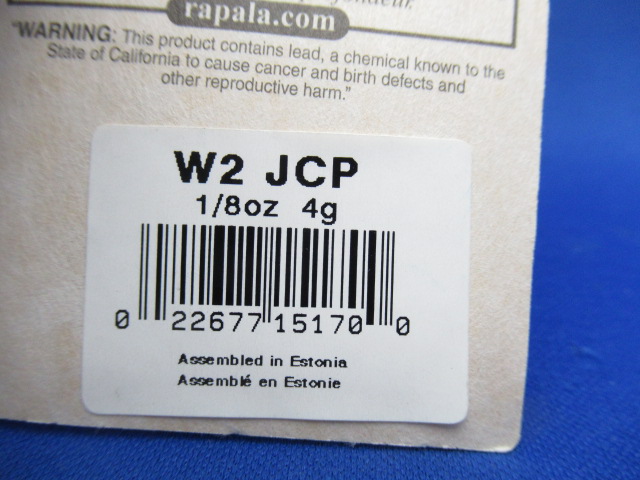 rapala.com
"WARNING: This product contains lead, a chemical known to the
State of California to cause cancer and birth defects and
other reproductive harm."
W2 JCP
1/8oz 4g
0 22677 15170 0
Assembled in Estonia
Assemblé en Estonie